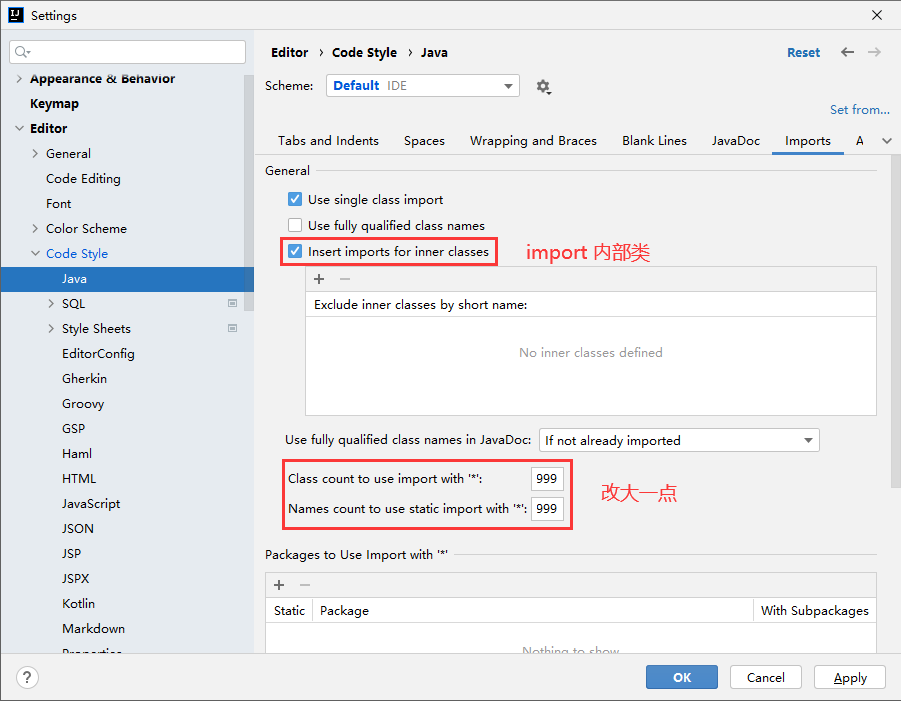 Settings
Editor › Code Style › Java
Reset
Scheme: Default IDE
Set from...
Appearance & Behavior
Keymap
Editor
General
Code Editing
Font
Color Scheme
Code Style
Java
SQL
Style Sheets
EditorConfig
Gherkin
Groovy
GSP
Haml
HTML
JavaScript
JSON
JSP
JSPX
Kotlin
Markdown
Properties
Tabs and Indents Spaces Wrapping and Braces Blank Lines JavaDoc Imports A
General
Use single class import
Use fully qualified class names
Insert imports for inner classes
import 内部类
Exclude inner classes by short name:
No inner classes defined
Use fully qualified class names in JavaDoc: If not already imported
Class count to use import with '*': 999
Names count to use static import with '*': 999
改大一点
Packages to Use Import with '*'
Static Package With Subpackages
Nothing to show
?
OK Cancel Apply